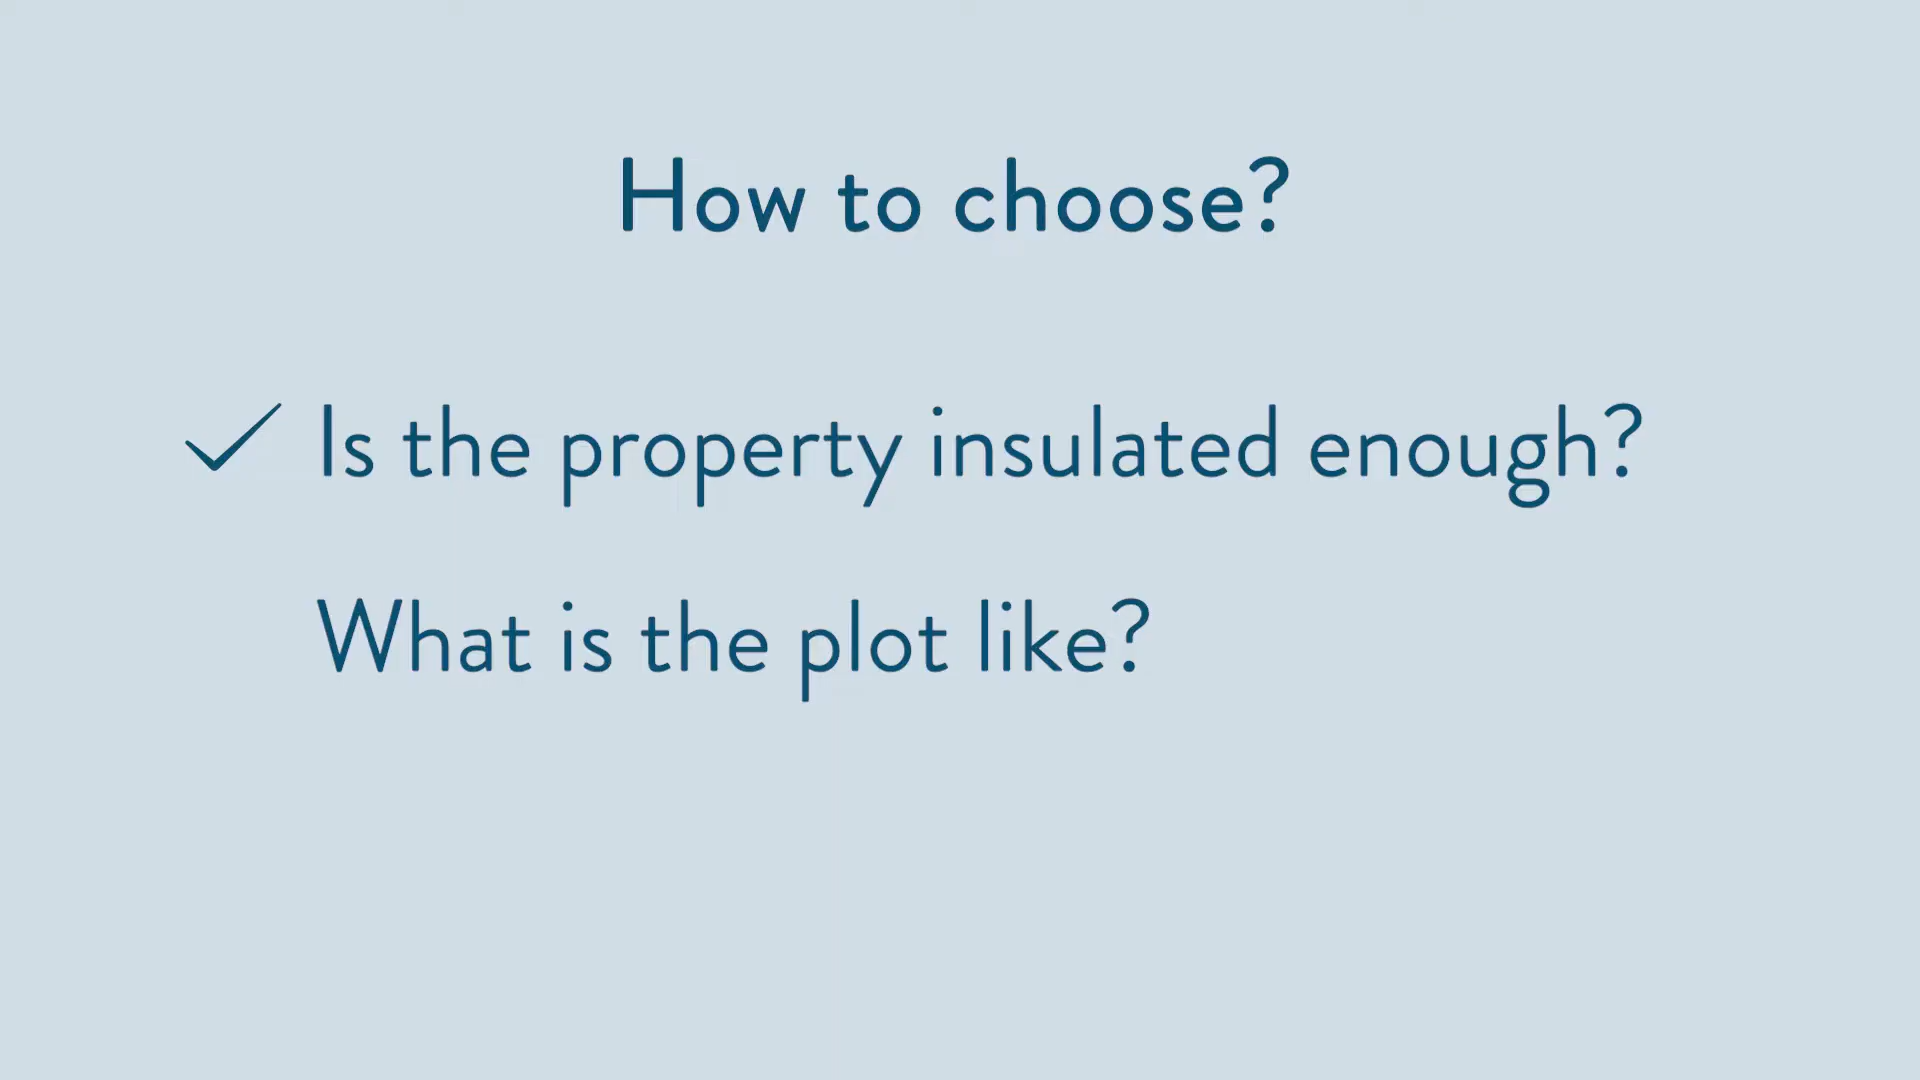 How to choose?
Is the property insulated enough?
What is the plot like?